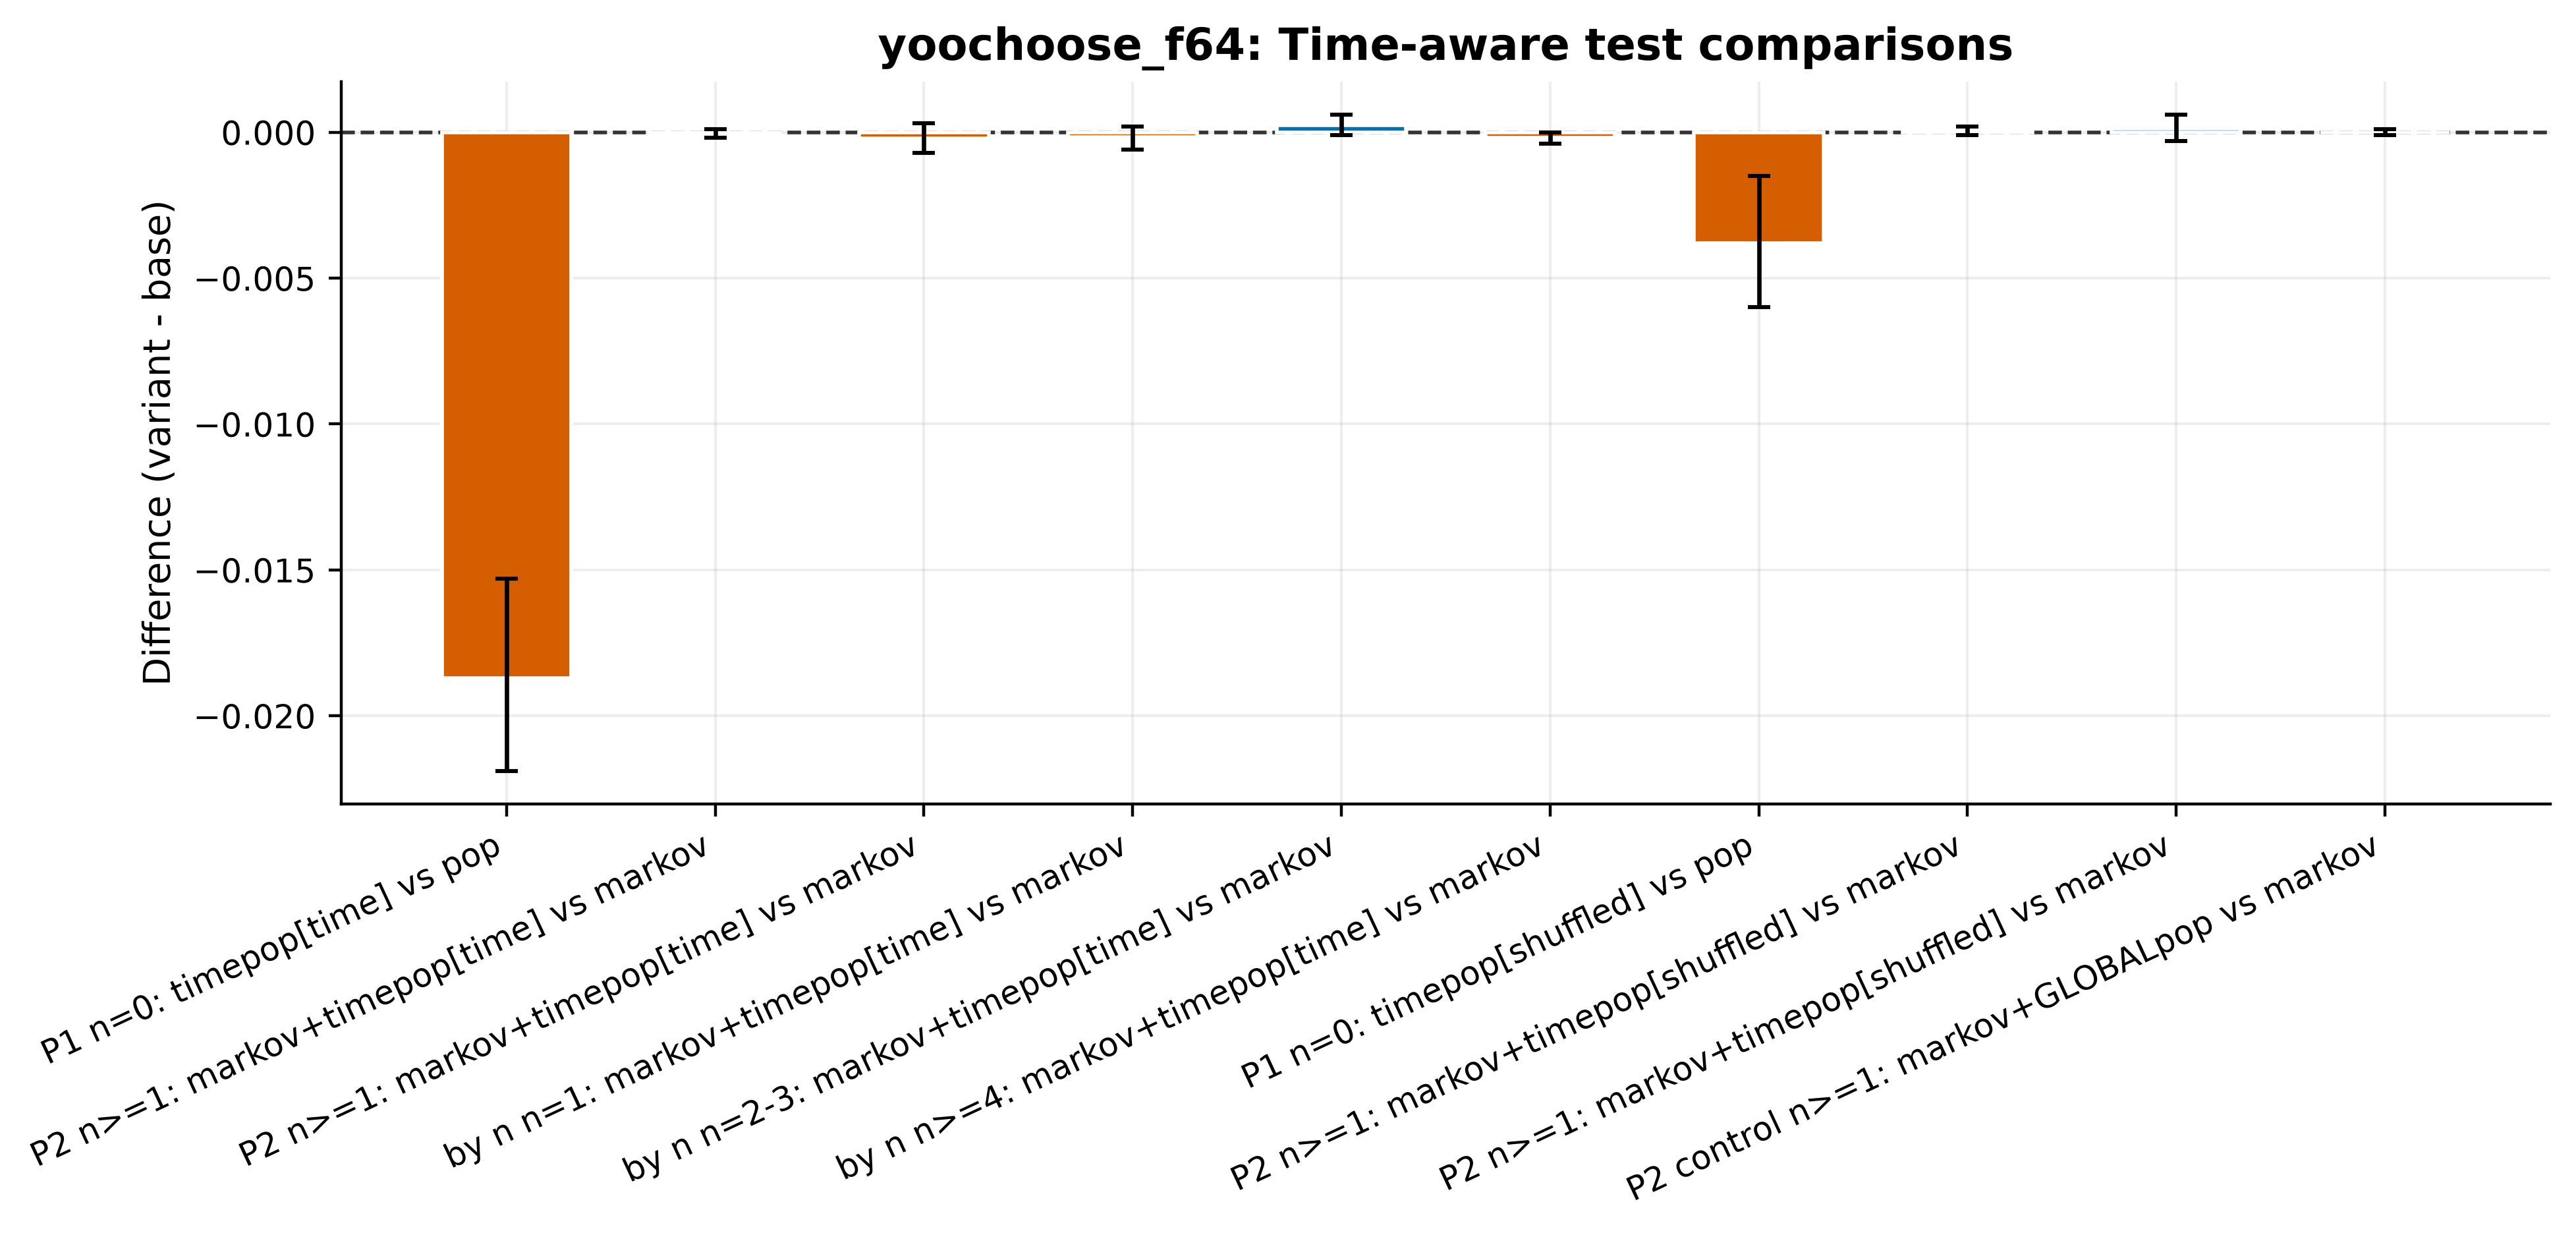 yoochoose_f64: Time-aware test comparisons
Difference (variant - base)
0.000
−0.005
−0.010
−0.015
−0.020
P1 n=0: timepop[time] vs pop
P2 n>=1: markov+timepop[time] vs markov
P2 n>=1: markov+timepop[time] vs markov
by n n=1: markov+timepop[time] vs markov
by n n=2-3: markov+timepop[time] vs markov
by n n>=4: markov+timepop[time] vs markov
P1 n=0: timepop[shuffled] vs pop
P2 n>=1: markov+timepop[shuffled] vs markov
P2 n>=1: markov+timepop[shuffled] vs markov
P2 control n>=1: markov+GLOBALpop vs markov